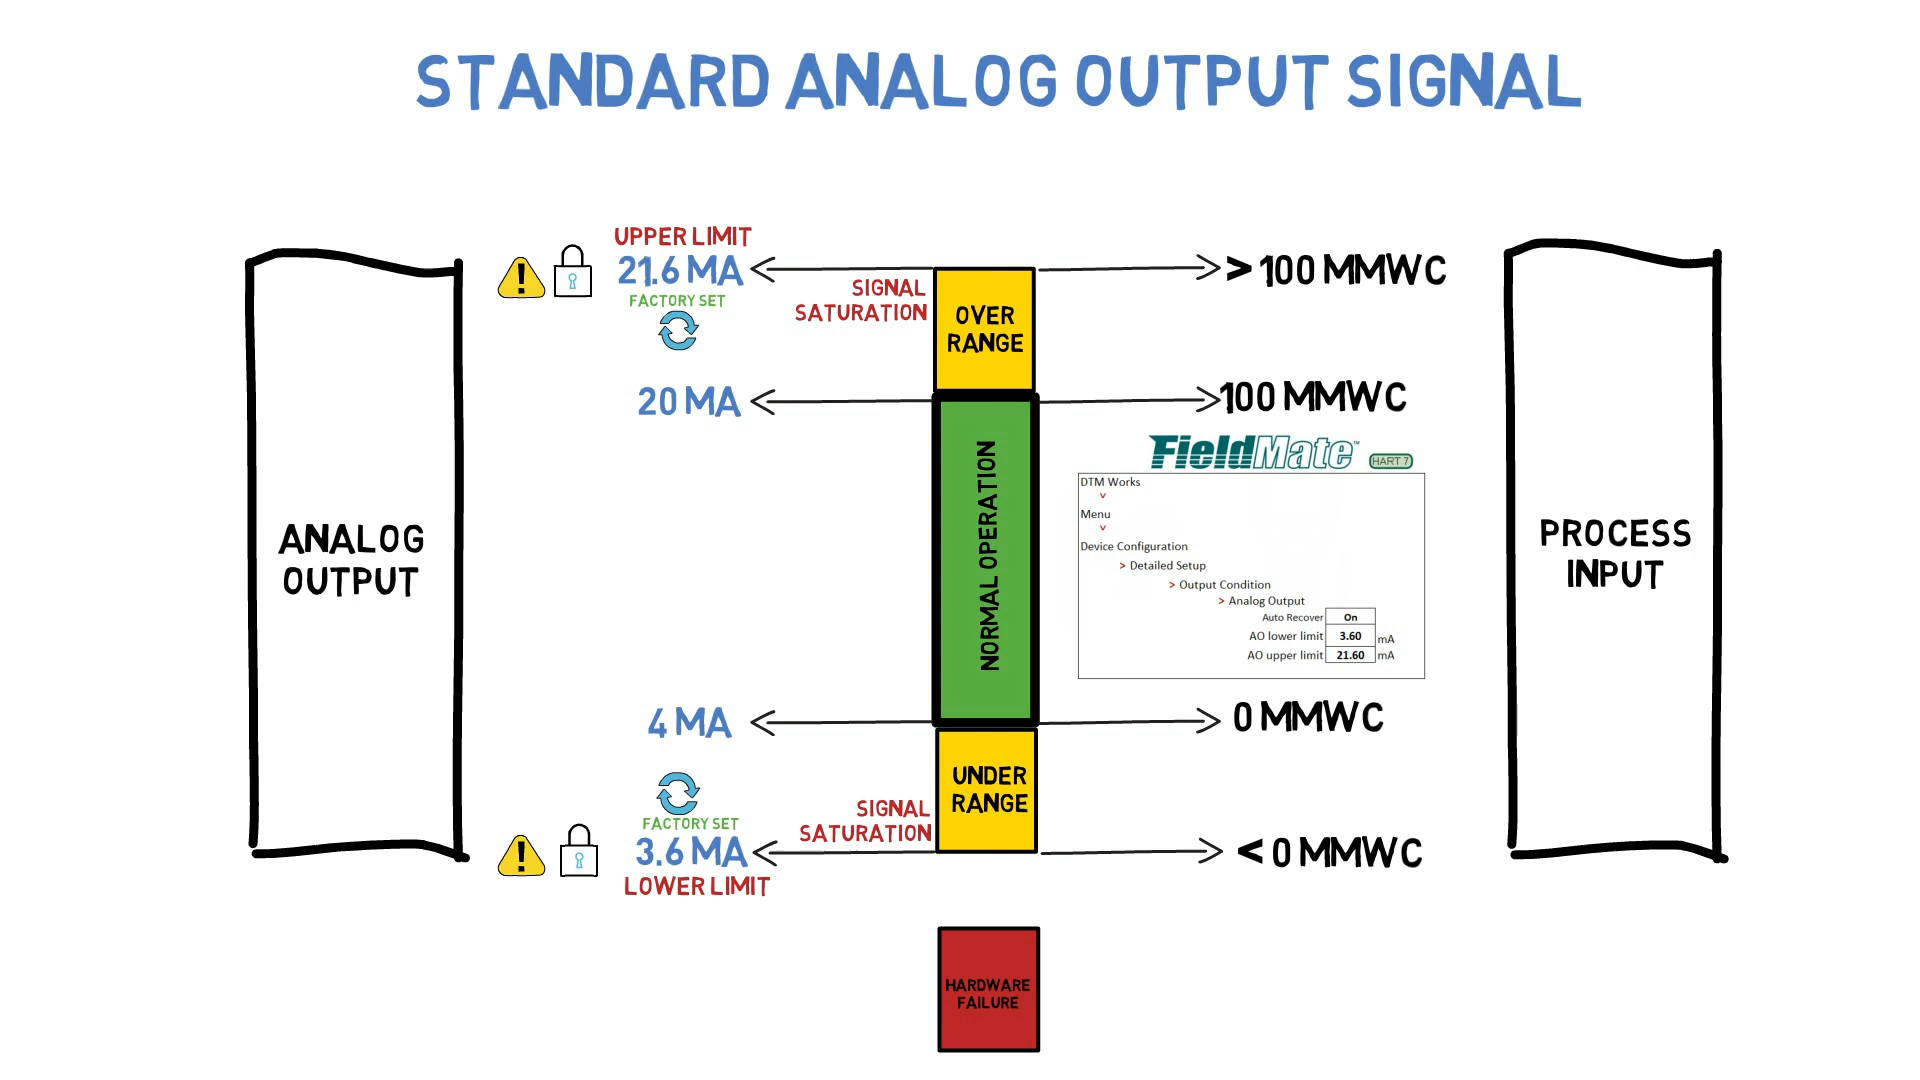 STANDARD ANALOG OUTPUT SIGNAL
UPPER LIMIT
21.6 MA
FACTORY SET
SIGNAL
SATURATION
OVER
RANGE
> 100 MMWC
20 MA
100 MMWC
ANALOG
OUTPUT
NORMAL OPERATION
FieldMate™
HART 7
DTM Works
Menu
Device Configuration
> Detailed Setup
> Output Condition
> Analog Output
Auto Recover On
AO lower limit 3.60 mA
AO upper limit 21.60 mA
PROCESS
INPUT
4 MA
0 MMWC
UNDER
RANGE
SIGNAL
SATURATION
FACTORY SET
3.6 MA
LOWER LIMIT
< 0 MMWC
HARDWARE
FAILURE